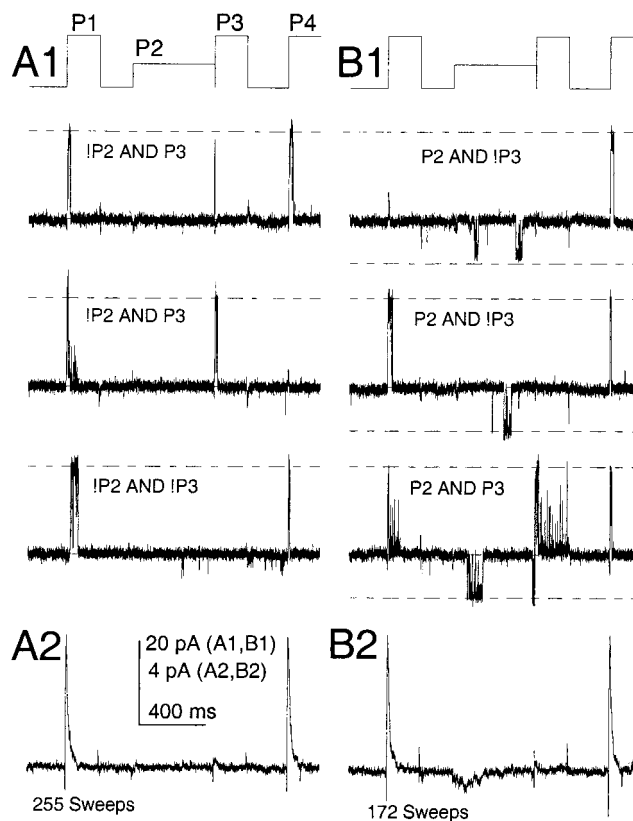 P1 P3 P4
A1 P2 B1
!P2 AND P3
P2 AND !P3
!P2 AND P3
P2 AND !P3
!P2 AND !P3
P2 AND P3
A2
20 pA (A1,B1)
4 pA (A2,B2)
400 ms
B2
255 Sweeps
172 Sweeps